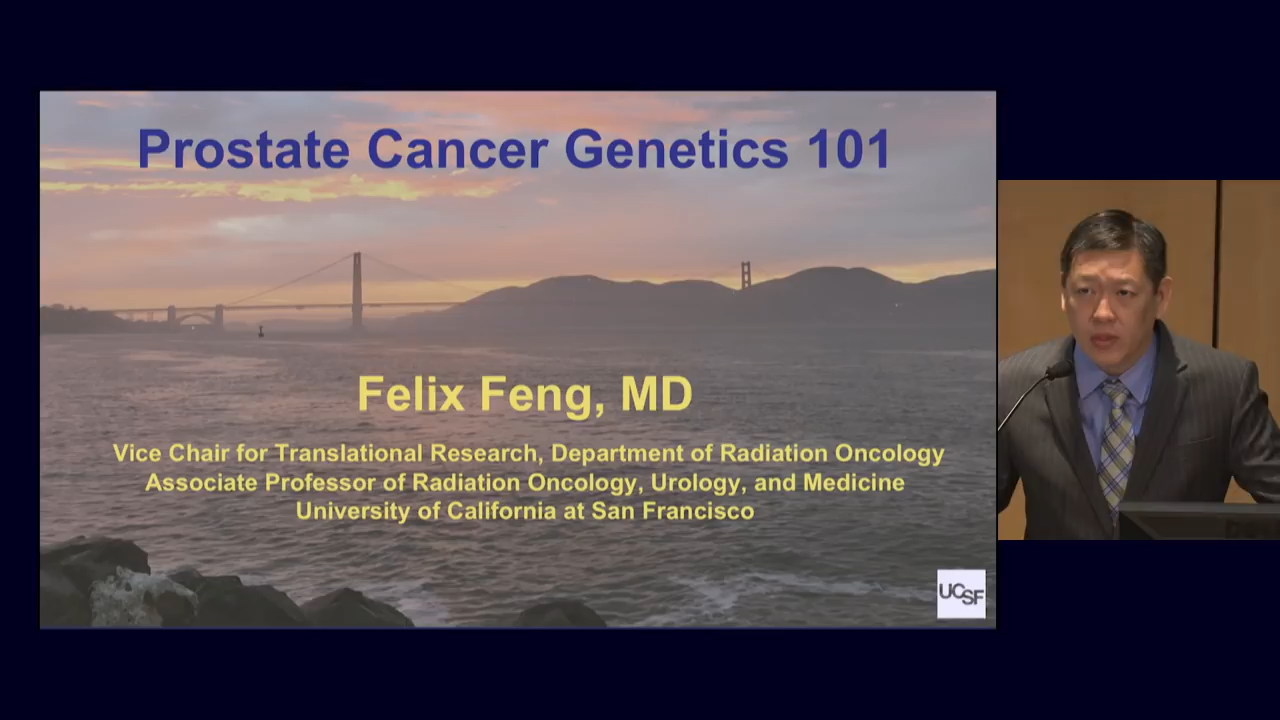 Prostate Cancer Genetics 101
Felix Feng, MD
Vice Chair for Translational Research, Department of Radiation Oncology
Associate Professor of Radiation Oncology, Urology, and Medicine
University of California at San Francisco
UCSF